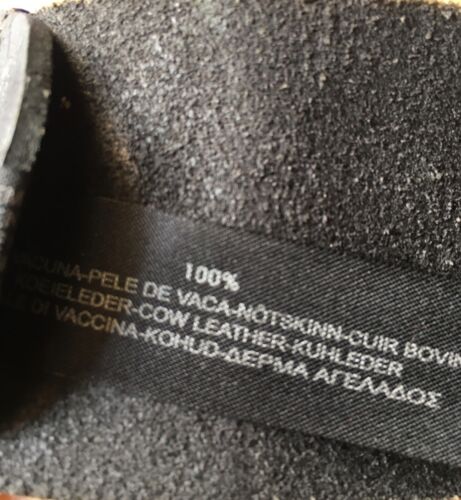 100%
VACUNA-PELE DE VACA-NÖTSKINN-CUIR BOVIN
KOEIELEDER-COW LEATHER-KUHLEDER
DI VACCINA-KOHUD-ΔΕΡΜΑ ΑΓΕΛΑΔΟΣ